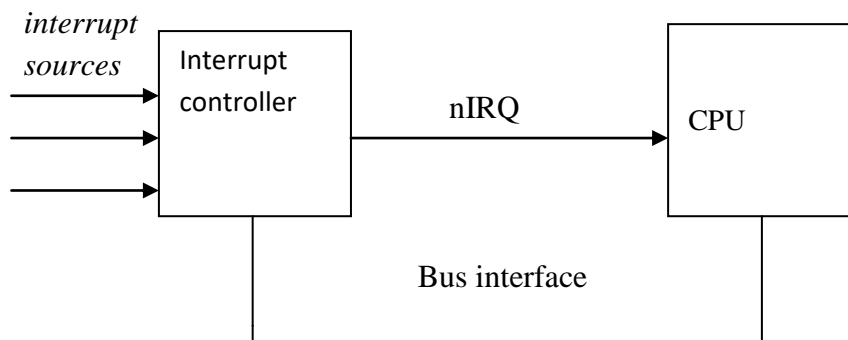 interrupt
sources
Interrupt
controller
nIRQ
CPU
Bus interface